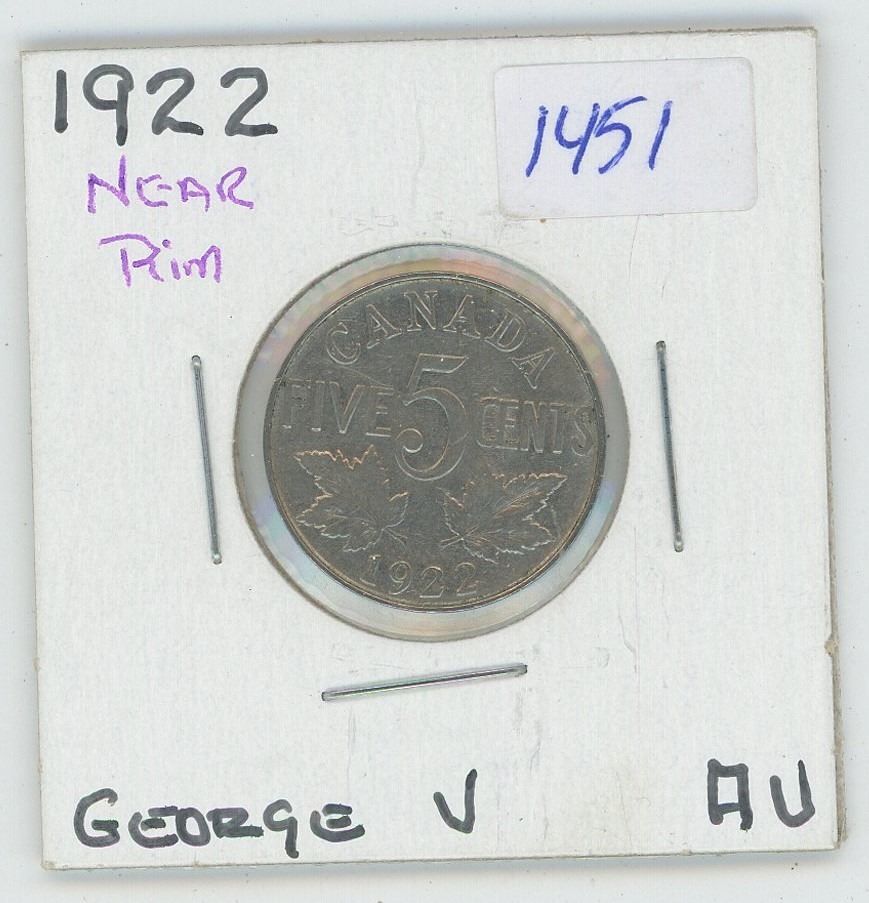 1922
1451
NEAR
Rim
CANADA
FIVE 5 CENTS
1922
GEORGE V AU